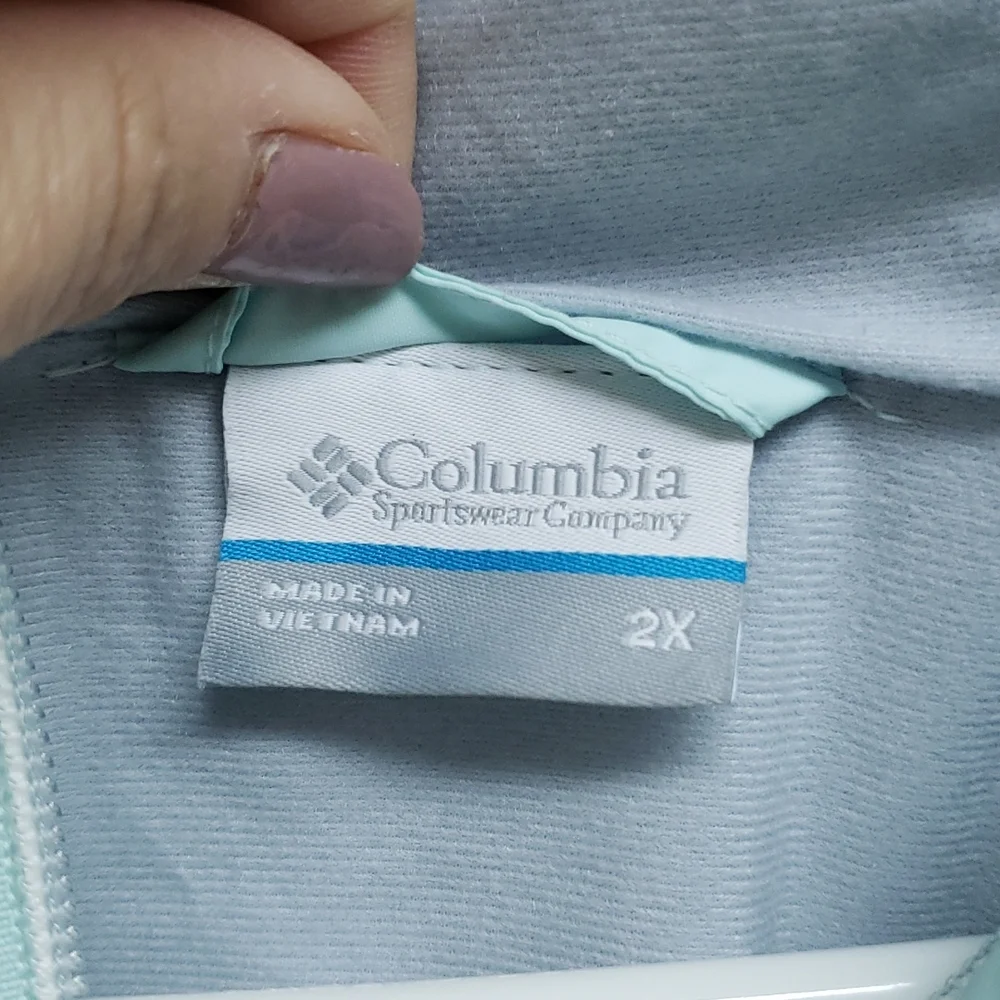 Columbia
Sportswear Company
MADE IN
VIETNAM
2X